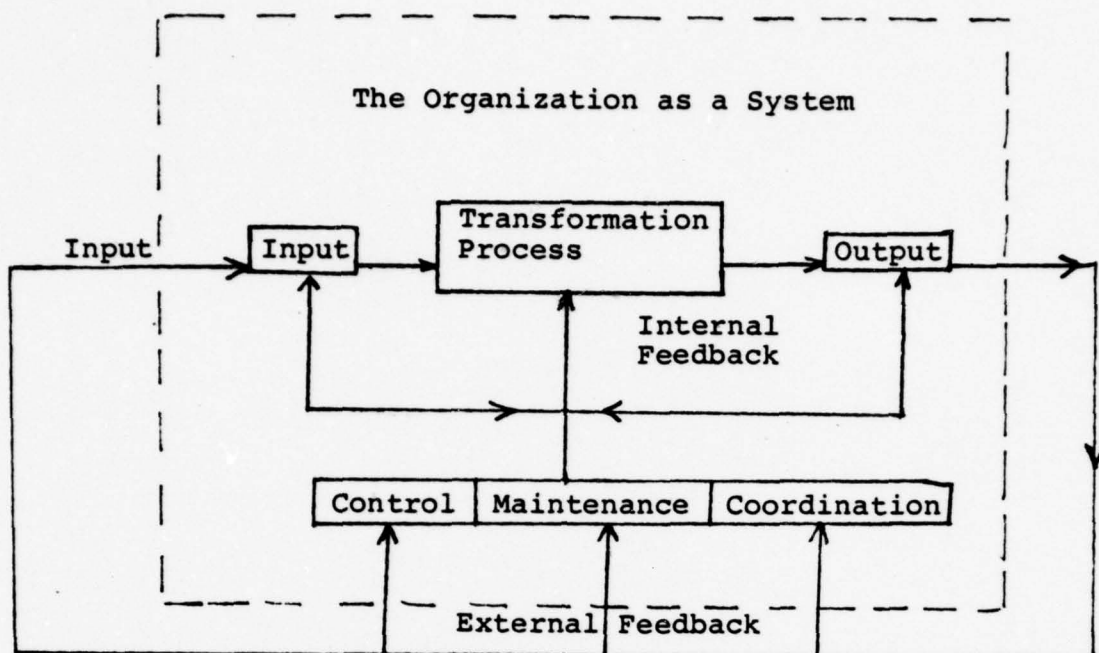 The Organization as a System
Input
Input
Transformation
Process
Output
Internal
Feedback
Control
Maintenance
Coordination
External Feedback